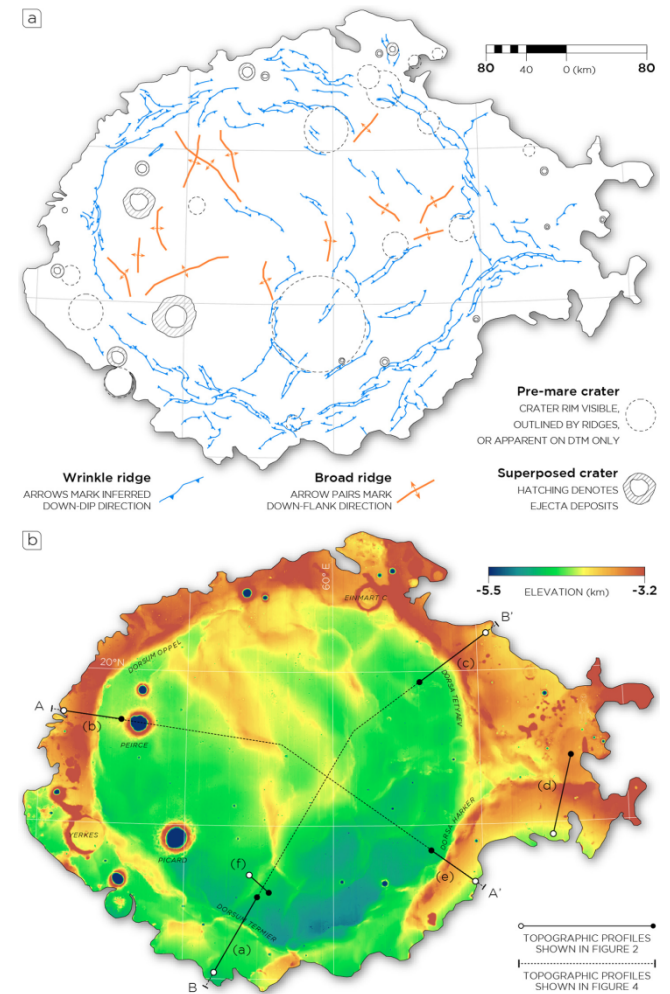 a
80 40 0 (km) 80
Pre-mare crater
CRATER RIM VISIBLE,
OUTLINED BY RIDGES,
OR APPARENT ON DTM ONLY
Wrinkle ridge
ARROWS MARK INFERRED
DOWN-DIP DIRECTION
Broad ridge
ARROW PAIRS MARK
DOWN-FLANK DIRECTION
Superposed crater
HATCHING DENOTES
EJECTA DEPOSITS
b
60° E
-5.5 ELEVATION (km) -3.2
EINMART C
B'
20°N
DORSUM OPPEL
(c)
DORSA TETYAEV
A
(b)
PEIRCE
(d)
YERKES
PICARD
DORSA HARKER
(f)
(e)
A'
DORSUM TERMIER
(a)
B
TOPOGRAPHIC PROFILES
SHOWN IN FIGURE 2
TOPOGRAPHIC PROFILES
SHOWN IN FIGURE 4